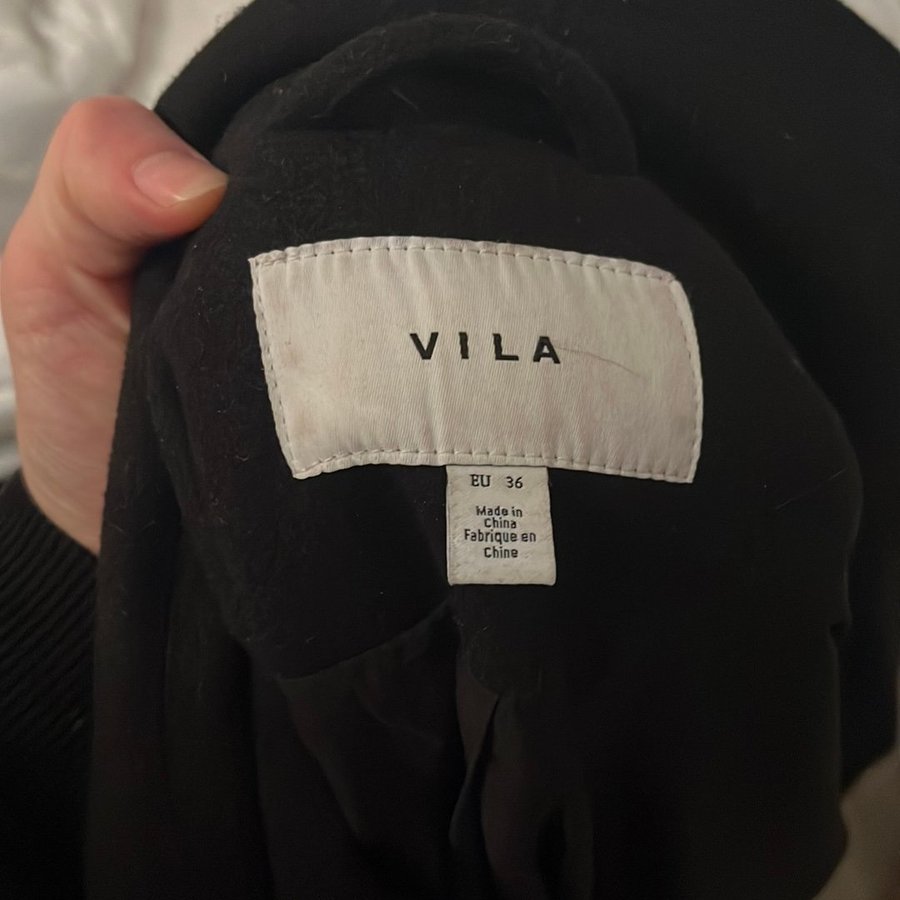 VILA
EU 36
Made in
China
Fabrique en
Chine